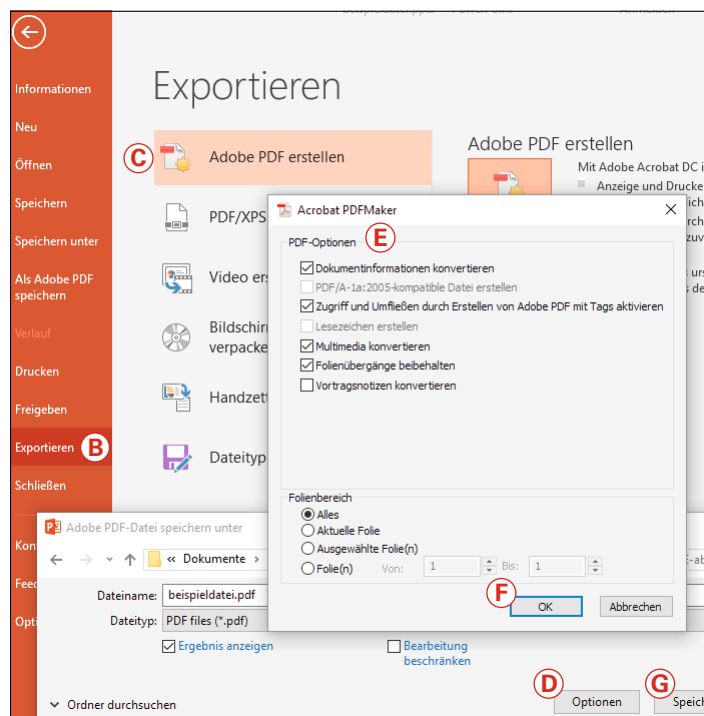 Informationen
Neu
Öffnen
Speichern
Speichern unter
Als Adobe PDF
speichern
Verlauf
Drucken
Freigeben
Exportieren B
Schließen
Exportieren
C Adobe PDF erstellen
PDF/XPS
Video ers
Bildschirm
verpacke
Handzett
Dateityp
Adobe PDF erstellen
Mit Adobe Acrobat DC i
Anzeige und Drucke
Acrobat PDFMaker
PDF-Optionen E
Dokumentinformationen konvertieren
PDF/A-1a:2005-kompatible Datei erstellen
Zugriff und Umfließen durch Erstellen von Adobe PDF mit Tags aktivieren
Lesezeichen erstellen
Multimedia konvertieren
Folienübergänge beibehalten
Vortragsnotizen konvertieren
Folienbereich
Alles
Aktuelle Folie
Ausgewählte Folie(n)
Folie(n) Von: 1 Bis: 1
F OK Abbrechen
Adobe PDF-Datei speichern unter
« Dokumente
Dateiname: beispieldatei.pdf
Dateityp: PDF files (*.pdf)
Ergebnis anzeigen
Bearbeitung
beschränken
Ordner durchsuchen
D Optionen
G Speich